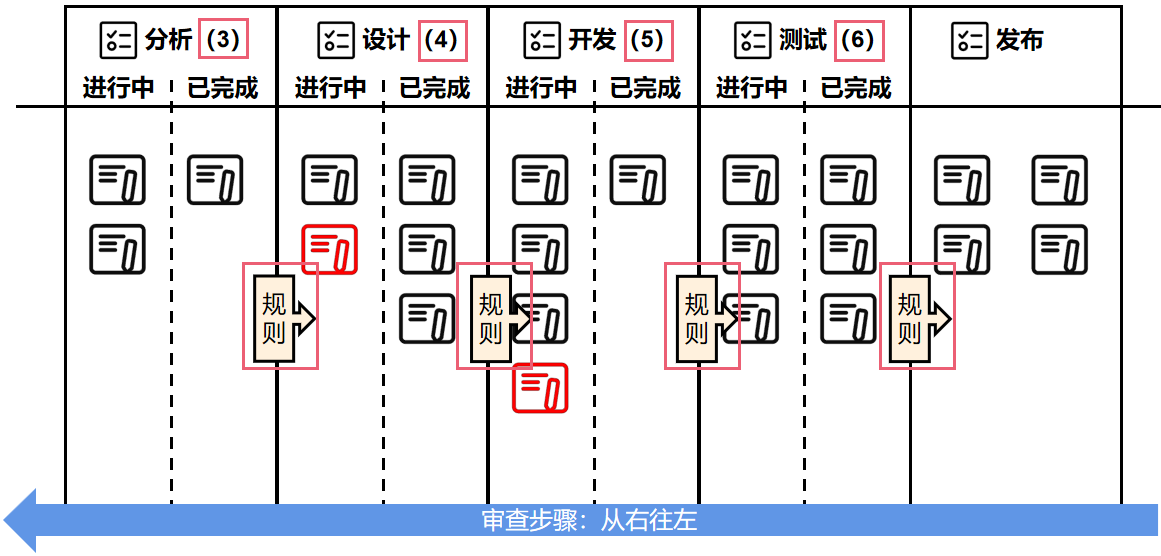 分析 (3) 设计 (4) 开发 (5) 测试 (6) 发布
进行中 已完成 进行中 已完成 进行中 已完成 进行中 已完成
规则 规则 规则 规则
审查步骤：从右往左